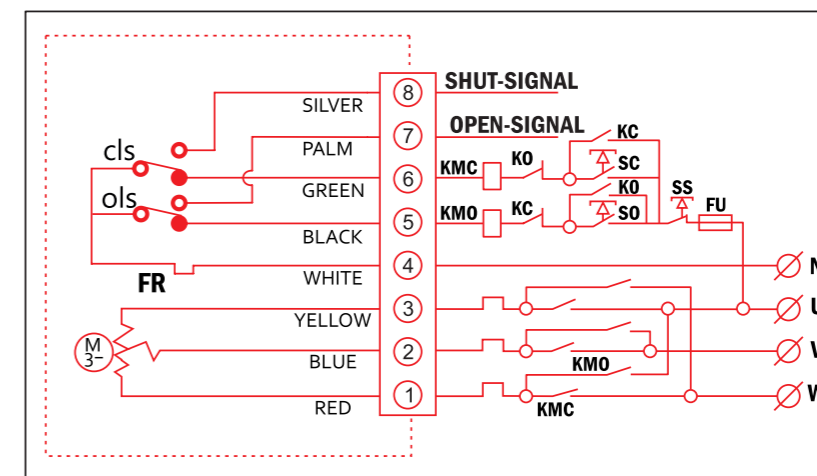 8 SHUT-SIGNAL
SILVER
7 OPEN-SIGNAL KC
cls PALM
KMC KO SC
6
GREEN KO
ols SS
5 KMO KC SO FU
BLACK
4 N
FR WHITE
3 U
YELLOW
M
3~
2 V
BLUE KMO
1 W
RED KMC